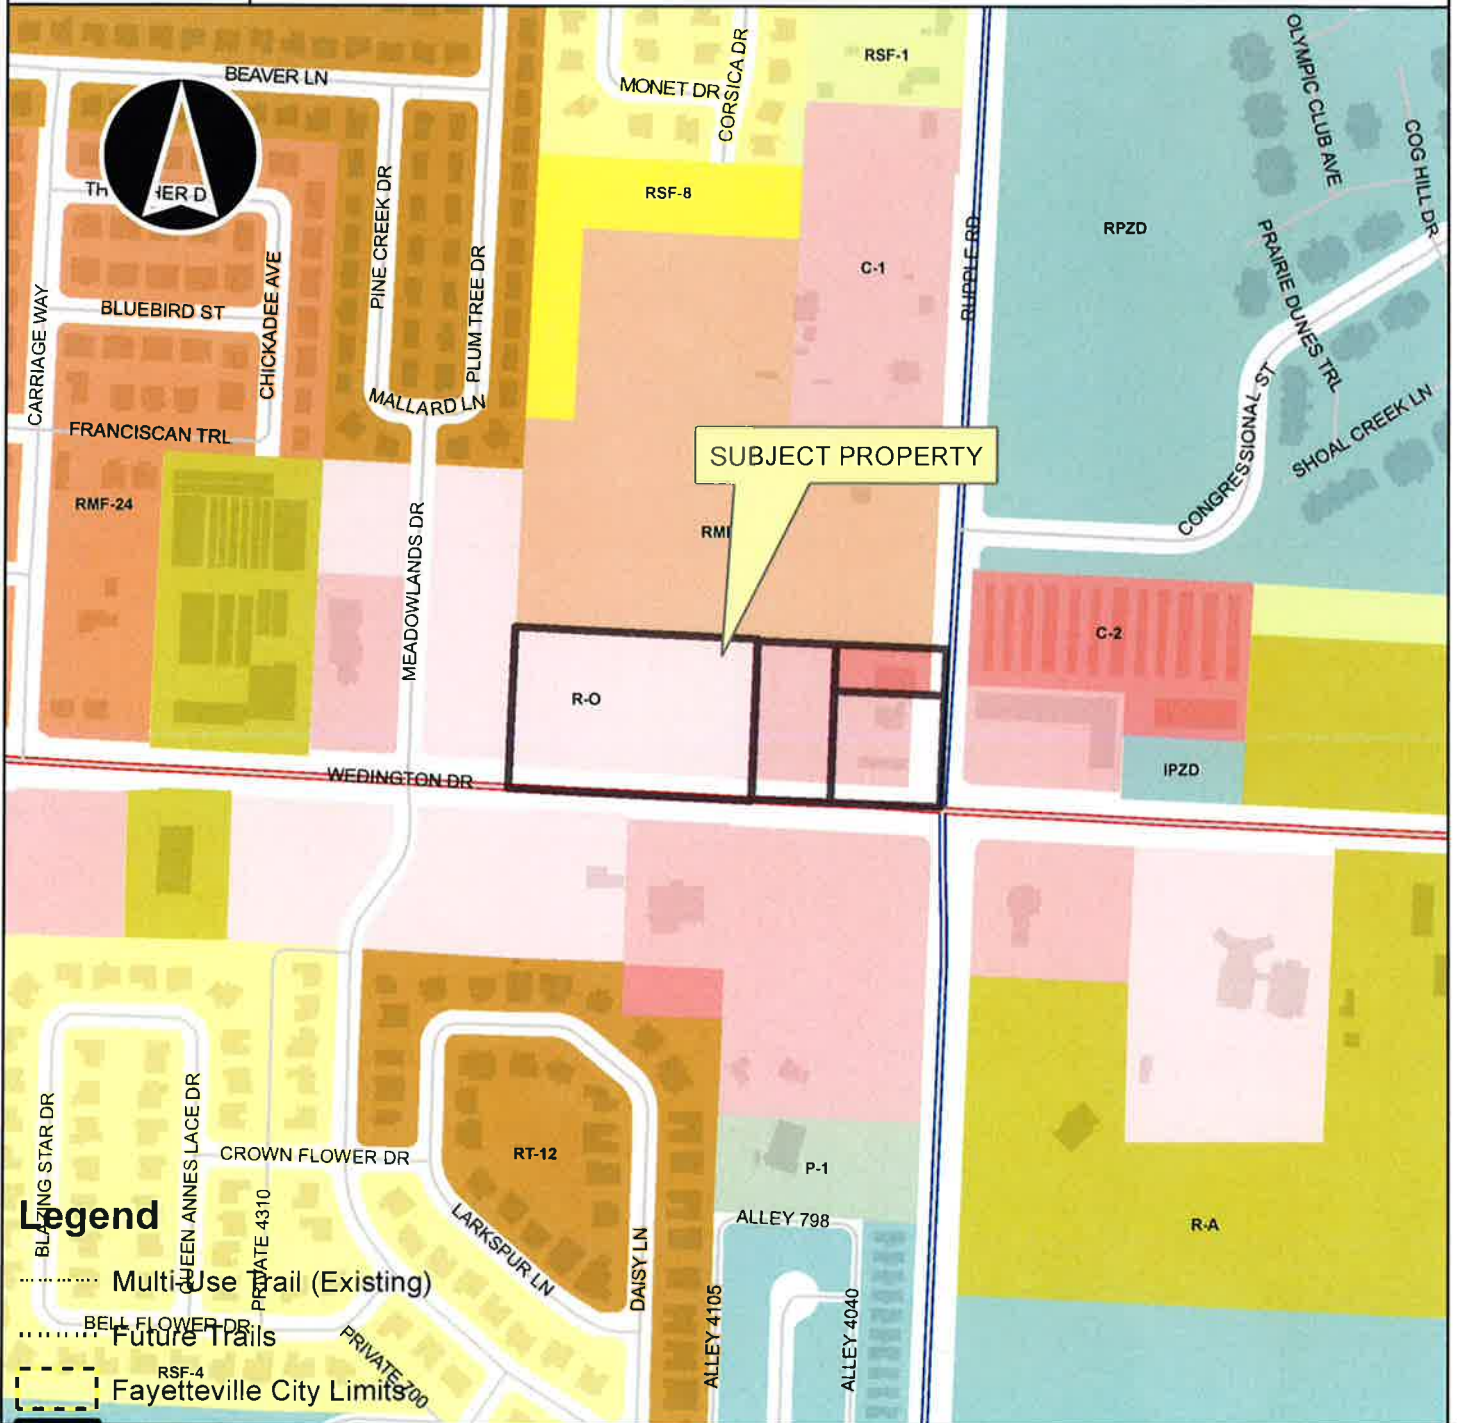 BEAVER LN
MONET DR
CORSICA DR
RSF-1
OLYMPIC CLUB AVE
COG HILL DR
PINE CREEK DR
PLUM TREE DR
RSF-8
RPZD
PRAIRIE DUNES TRL
RUPPLE RD
C-1
CARRIAGE WAY
BLUEBIRD ST
CHICKADEE AVE
MALLARD LN
FRANCISCAN TRL
CONGRESSIONAL ST
SHOAL CREEK LN
SUBJECT PROPERTY
RMF-24
MEADOWLANDS DR
C-2
R-O
WEDINGTON DR
IPZD
BLAZING STAR DR
QUEEN ANNES LACE DR
CROWN FLOWER DR
RT-12
P-1
PRIVATE 4310
LARKSPUR LN
DAISY LN
ALLEY 798
R-A
ALLEY 4105
ALLEY 4040
BELL FLOWER DR
PRIVATE 700
RSF-4
Legend
Multi-Use Trail (Existing)
Future Trails
Fayetteville City Limits